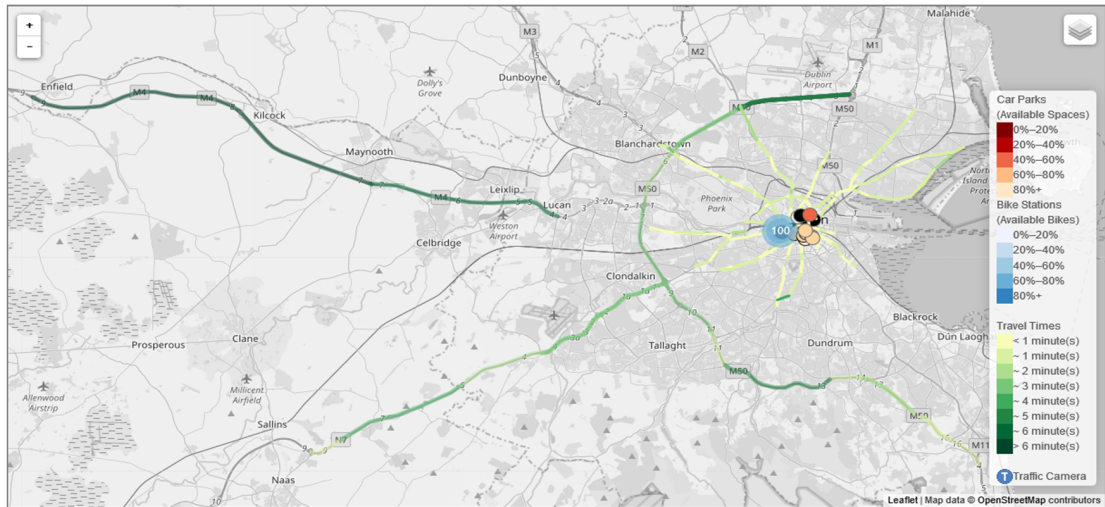 +
−
Malahide
M3
M2
M1
Enfield
Dolly's
Grove
Dunboyne
Dublin
Airport
M4
M4
M50
M50
Kilcock
Blanchardstown
Maynooth
M50
Leixlip
M50
Phoenix
Park
M4
Lucan
Weston
Airport
Celbridge
100
Clondalkin
Blackrock
Prosperous
Clane
Tallaght
Dundrum
Dún Laogh
M50
Allenwood
Airstrip
Millicent
Airfield
Sallins
N7
M50
M11
Naas
10
Car Parks
(Available Spaces)
0%–20%
20%–40%
40%–60%
60%–80%
80%+
Bike Stations
(Available Bikes)
0%–20%
20%–40%
40%–60%
60%–80%
80%+
Travel Times
< 1 minute(s)
~ 1 minute(s)
~ 2 minute(s)
~ 3 minute(s)
~ 4 minute(s)
~ 5 minute(s)
~ 6 minute(s)
> 6 minute(s)
T Traffic Camera
Leaflet | Map data © OpenStreetMap contributors